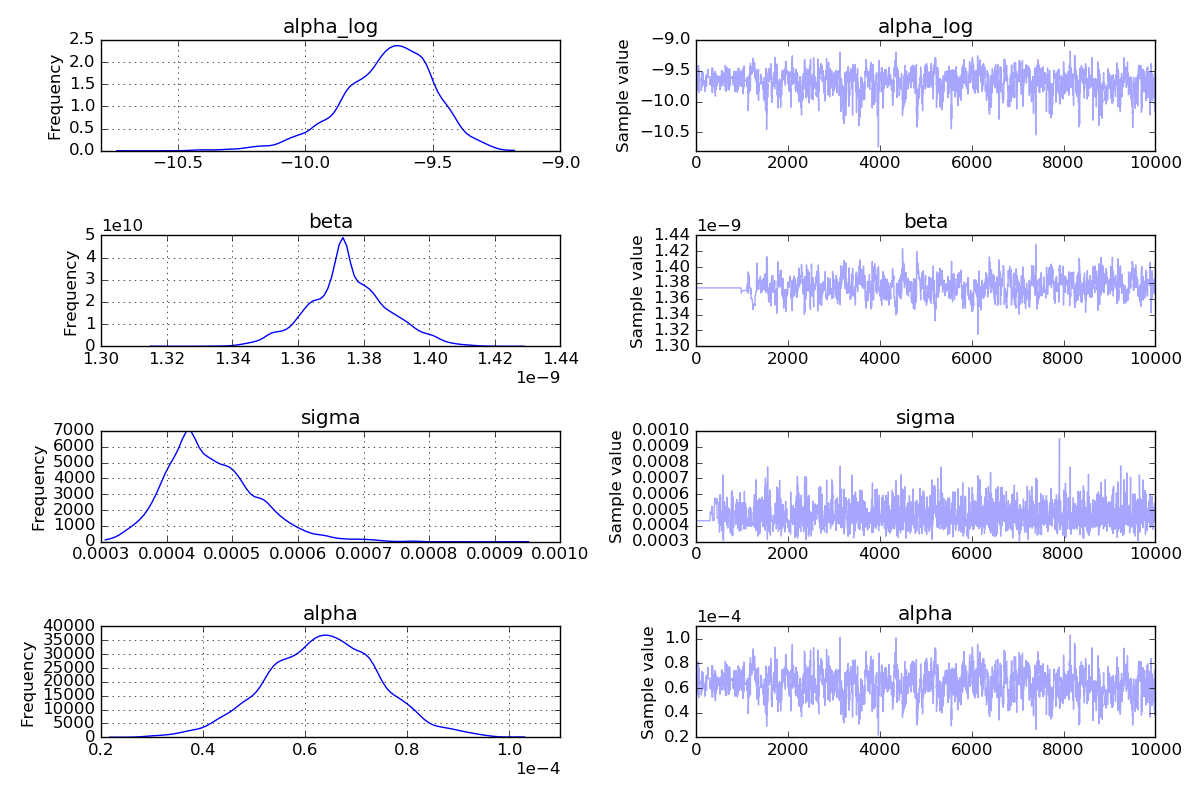 alpha_log
Frequency
2.5
2.0
1.5
1.0
0.5
0.0
−10.5 −10.0 −9.5 −9.0
alpha_log
Sample value
−9.0
−9.5
−10.0
−10.5
0 2000 4000 6000 8000 10000
beta
1e10
Frequency
5
4
3
2
1
0
1.30 1.32 1.34 1.36 1.38 1.40 1.42 1.44
1e−9
beta
1e−9
Sample value
1.44
1.42
1.40
1.38
1.36
1.34
1.32
1.30
0 2000 4000 6000 8000 10000
sigma
Frequency
7000
6000
5000
4000
3000
2000
1000
0
0.0003 0.0004 0.0005 0.0006 0.0007 0.0008 0.0009 0.0010
sigma
Sample value
0.0010
0.0009
0.0008
0.0007
0.0006
0.0005
0.0004
0.0003
0 2000 4000 6000 8000 10000
alpha
Frequency
40000
35000
30000
25000
20000
15000
10000
5000
0
0.2 0.4 0.6 0.8 1.0
1e−4
alpha
1e−4
Sample value
1.0
0.8
0.6
0.4
0.2
0 2000 4000 6000 8000 10000